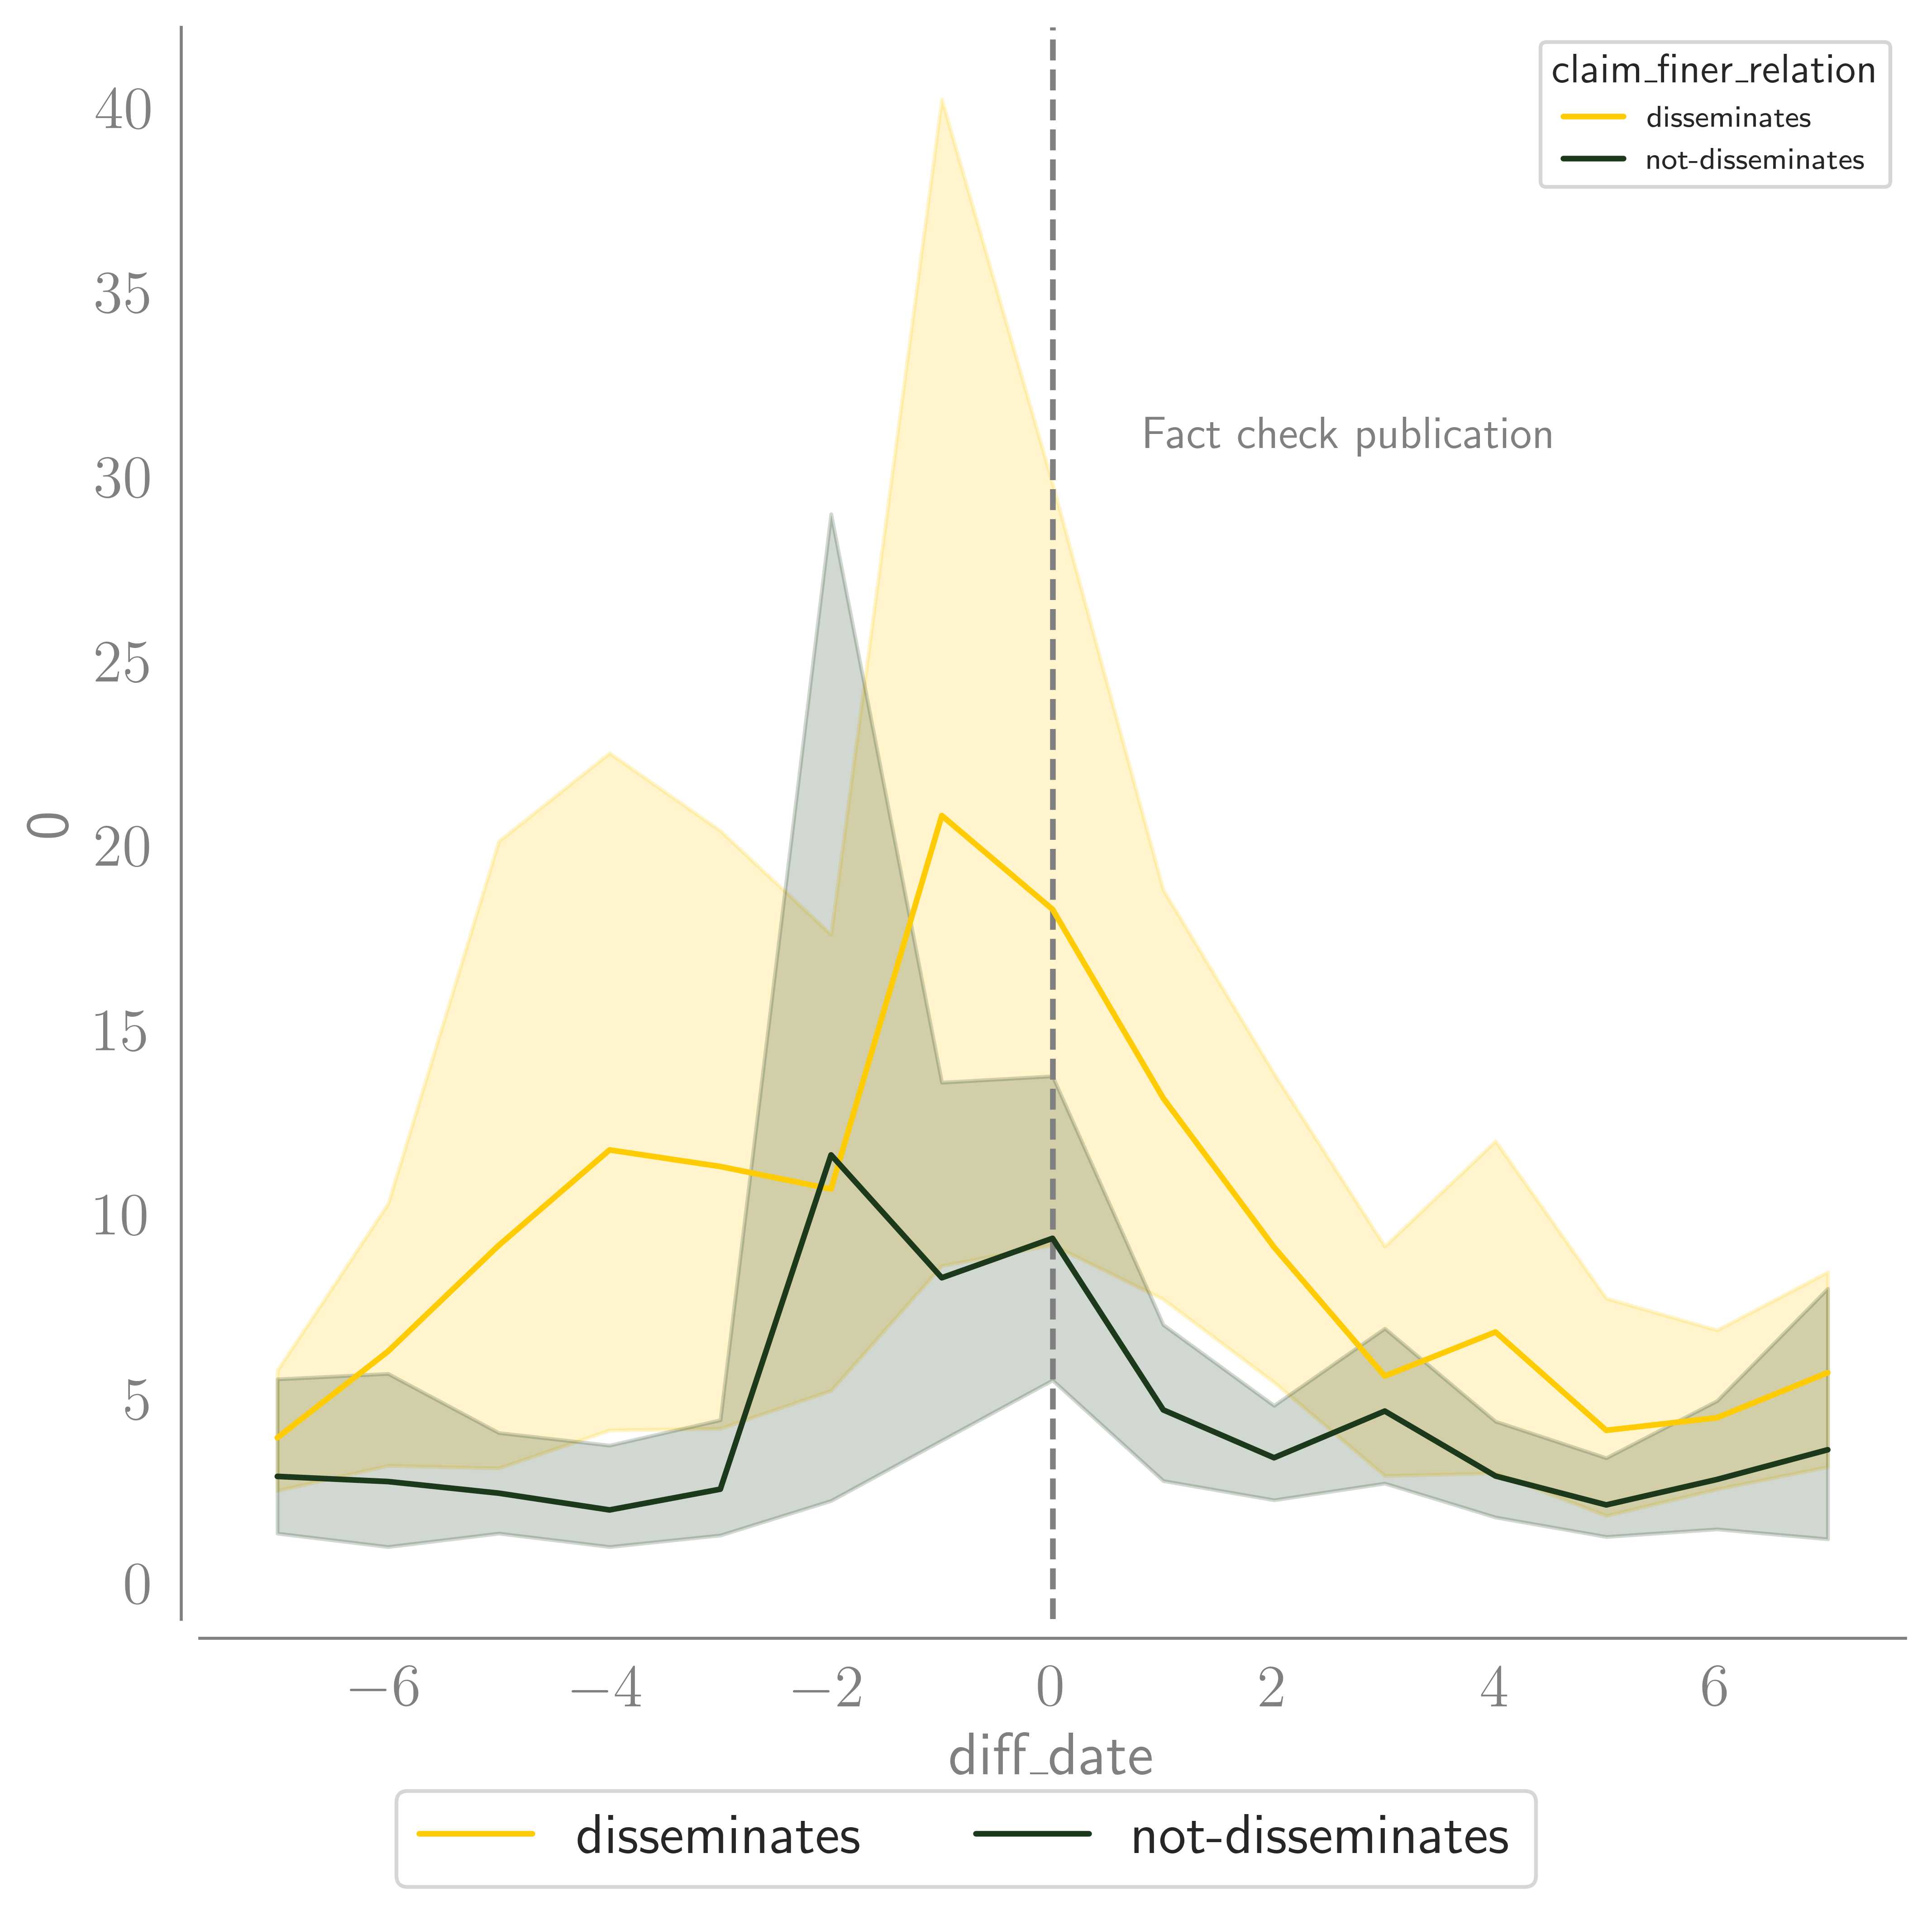 claim_finer_relation
disseminates
not-disseminates
40
35
30
25
20
15
10
5
0
0
Fact check publication
−6 −4 −2 0 2 4 6
diff_date
disseminates not-disseminates